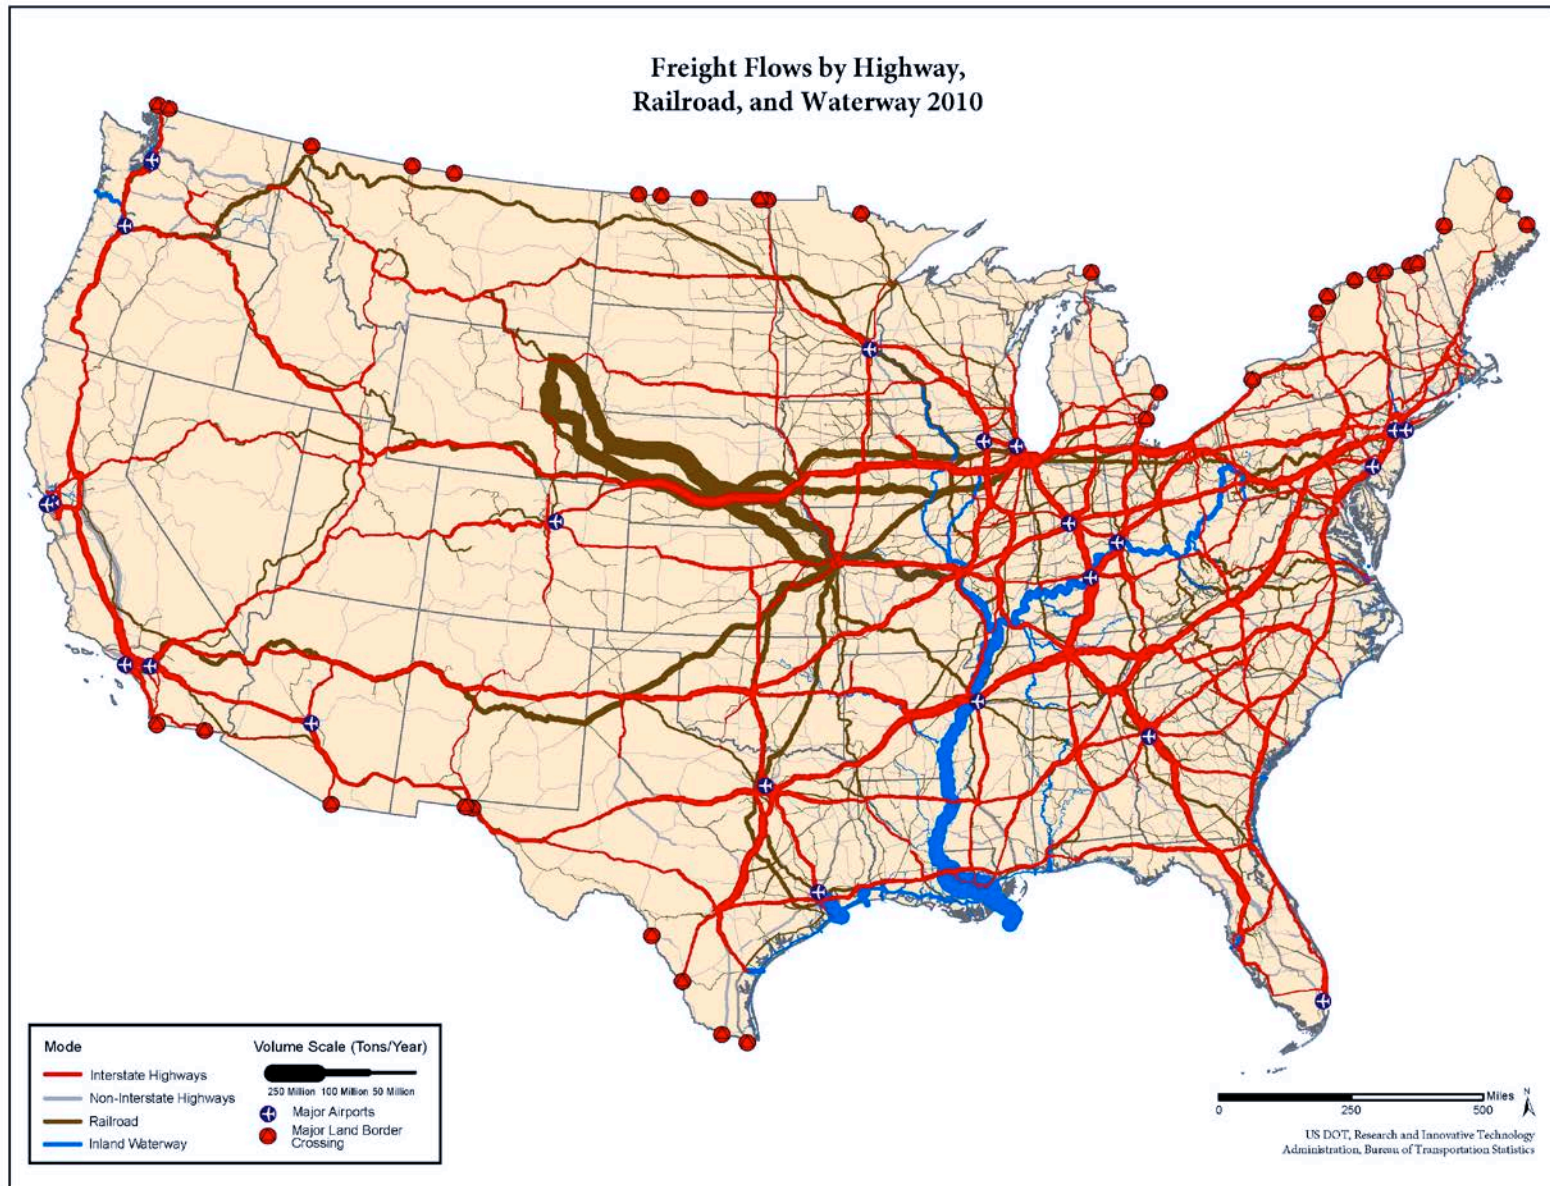 Freight Flows by Highway,
Railroad, and Waterway 2010
Mode
Interstate Highways
Non-Interstate Highways
Railroad
Inland Waterway
Volume Scale (Tons/Year)
250 Million 100 Million 50 Million
Major Airports
Major Land Border
Crossing
Miles
N
0 250 500
US DOT, Research and Innovative Technology
Administration, Bureau of Transportation Statistics